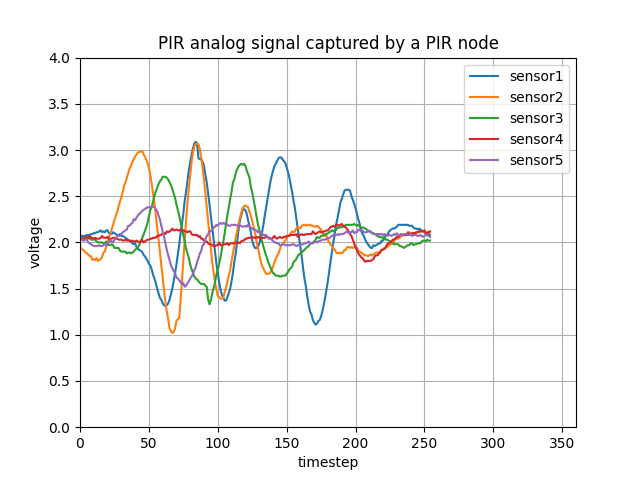 PIR analog signal captured by a PIR node
4.0
3.5
3.0
2.5
2.0
1.5
1.0
0.5
0.0
voltage
sensor1
sensor2
sensor3
sensor4
sensor5
0 50 100 150 200 250 300 350
timestep